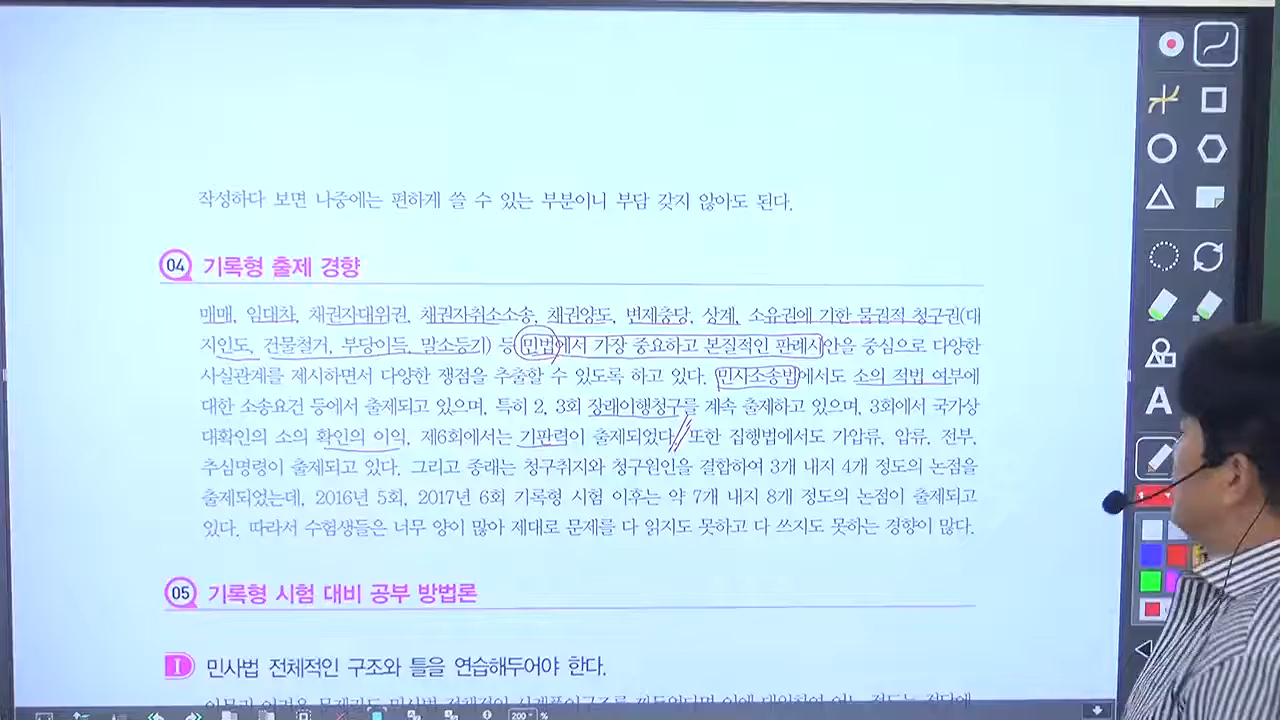 작성하다 보면 나중에는 편하게 쓸 수 있는 부분이니 부담 갖지 않아도 된다.
04 기록형 출제 경향
매매, 임대차, 채권자대위권, 채권자취소소송, 채권양도, 변제충당, 상계, 소유권에 기한 물권적 청구권(대
지인도, 건물철거, 부당이득, 말소등기) 등 민법에서 가장 중요하고 본질적인 판례사안을 중심으로 다양한
사실관계를 제시하면서 다양한 쟁점을 추출할 수 있도록 하고 있다. 민사소송법에서도 소의 적법 여부에
대한 소송요건 등에서 출제되고 있으며, 특히 2, 3회 장래이행청구를 계속 출제하고 있으며, 3회에서 국가상
대확인의 소의 확인의 이익, 제6회에서는 기판력이 출제되었다. 또한 집행법에서도 가압류, 압류, 전부,
추심명령이 출제되고 있다. 그리고 종래는 청구취지와 청구원인을 결합하여 3개 내지 4개 정도의 논점을
출제되었는데, 2016년 5회, 2017년 6회 기록형 시험 이후는 약 7개 내지 8개 정도의 논점이 출제되고
있다. 따라서 수험생들은 너무 양이 많아 제대로 문제를 다 읽지도 못하고 다 쓰지도 못하는 경향이 많다.
05 기록형 시험 대비 공부 방법론
I 민사법 전체적인 구조와 틀을 연습해두어야 한다.
A
200 %